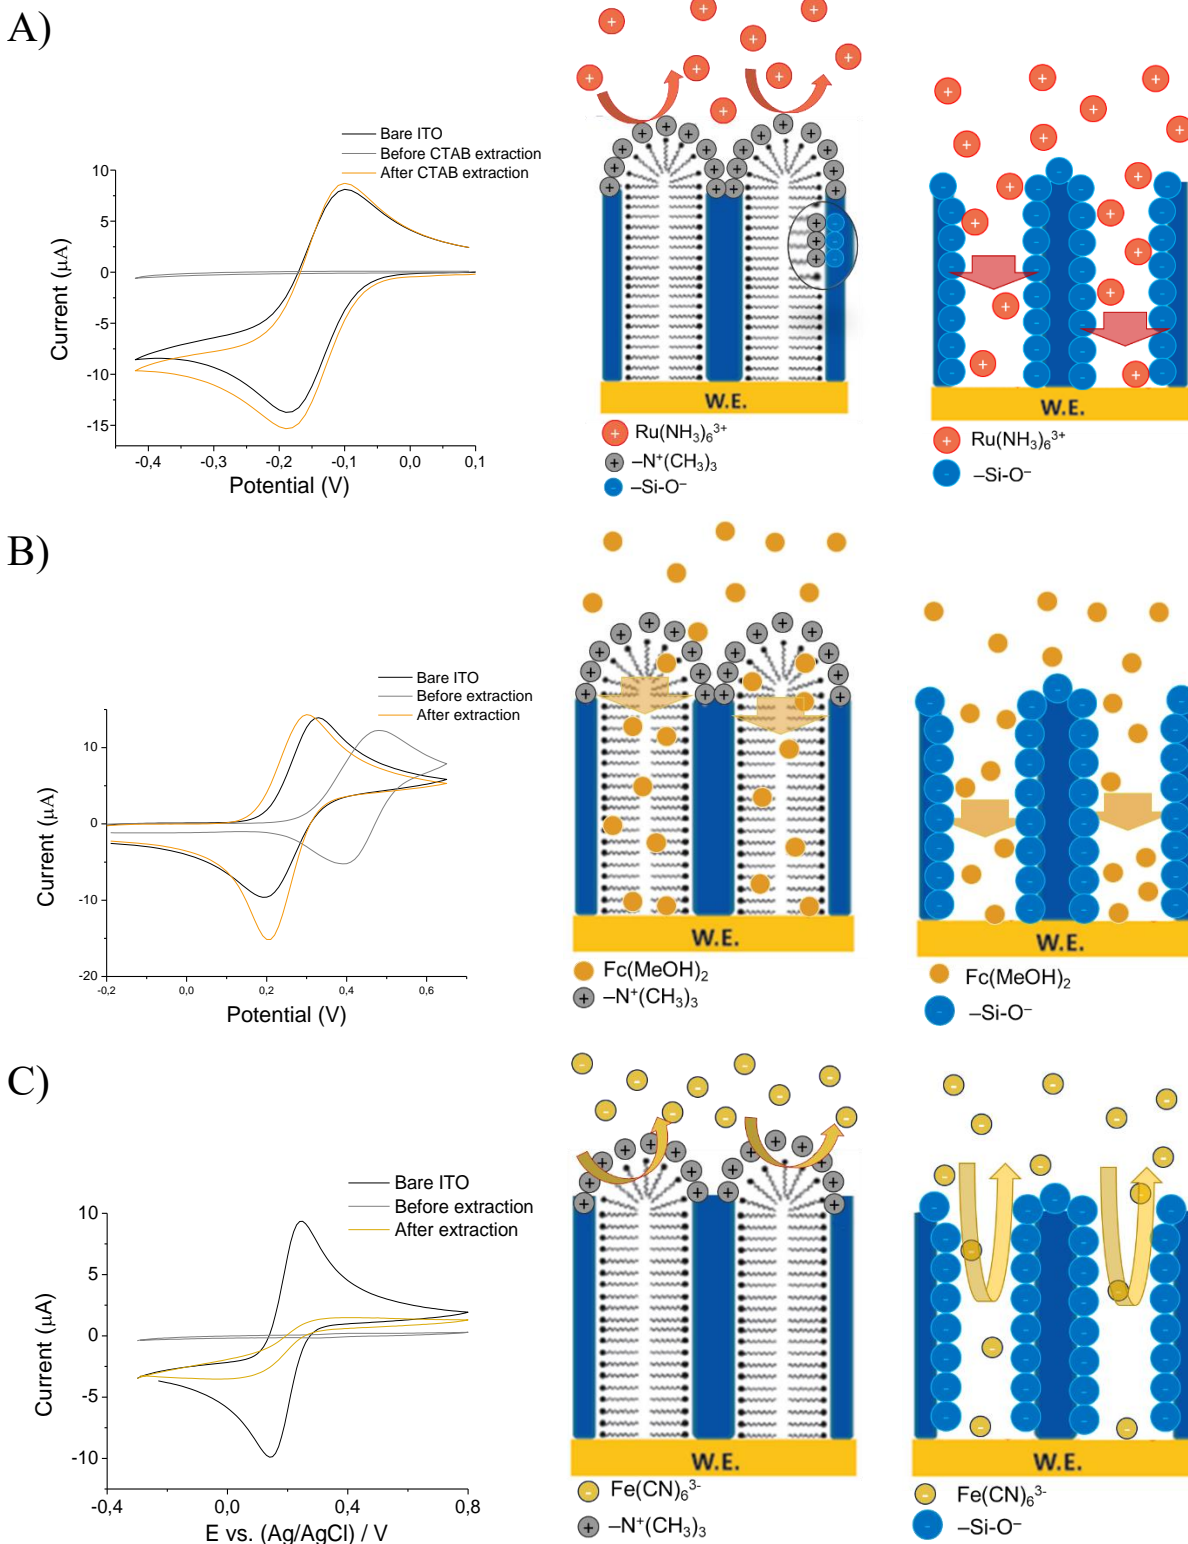 A)
Bare ITO
Before CTAB extraction
After CTAB extraction
10
5
0
-5
-10
-15
Current (µA)
-0,4
-0,3
-0,2
-0,1
0,0
0,1
Potential (V)
W.E.
Ru(NH3)6 3+
–N+(CH3)3
–Si-O–
Ru(NH3)6 3+
–Si-O–
B)
Bare ITO
Before extraction
After extraction
10
0
-10
-20
Current (µA)
-0,2
0,0
0,2
0,4
0,6
Potential (V)
W.E.
Fc(MeOH)2
–N+(CH3)3
W.E.
Fc(MeOH)2
–Si-O–
C)
Bare ITO
Before extraction
After extraction
10
5
0
-5
-10
Current (µA)
-0,4
0,0
0,4
0,8
E vs. (Ag/AgCl) / V
W.E.
Fe(CN)6 3-
–N+(CH3)3
W.E.
Fe(CN)6 3-
–Si-O–